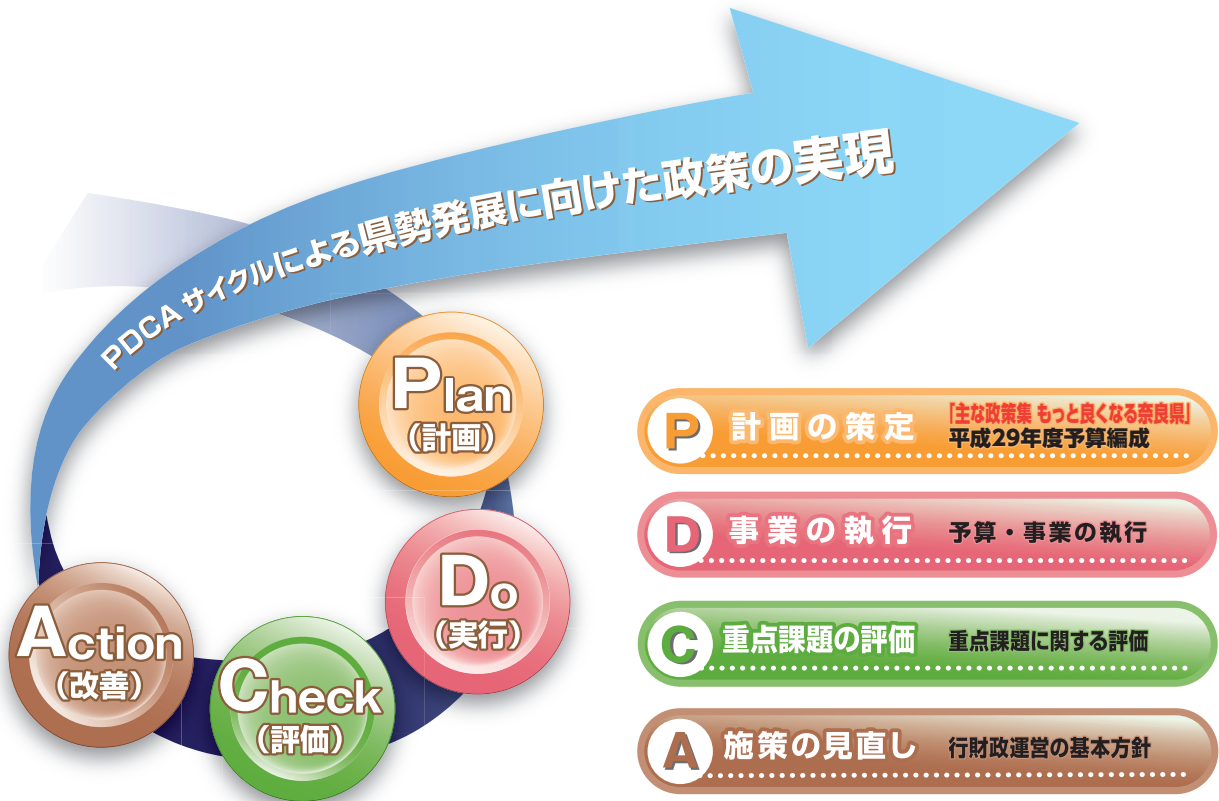 PDCAサイクルによる県勢発展に向けた政策の実現
Plan
（計画）
Do
（実行）
Check
（評価）
Action
（改善）
P 計画の策定 「主な政策集 もっと良くなる奈良県」
平成29年度予算編成
D 事業の執行 予算・事業の執行
C 重点課題の評価 重点課題に関する評価
A 施策の見直し 行財政運営の基本方針